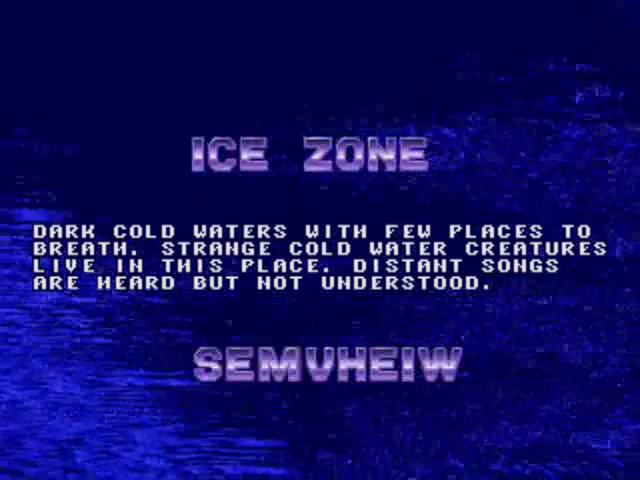 ICE ZONE
DARK COLD WATERS WITH FEW PLACES TO
BREATH. STRANGE COLD WATER CREATURES
LIVE IN THIS PLACE. DISTANT SONGS
ARE HEARD BUT NOT UNDERSTOOD.
SEMVHEIW